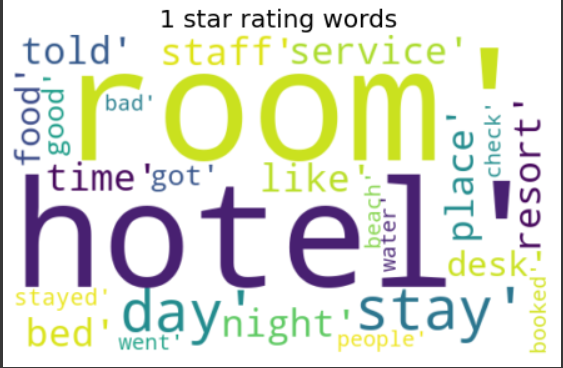 1 star rating words
told' staff' service'
room'
food' good' bad'
place' check' resort'
time' got' like'
hotel'
beach' water'
desk'
stayed' day' stay'
bed' went' night' people' booked'